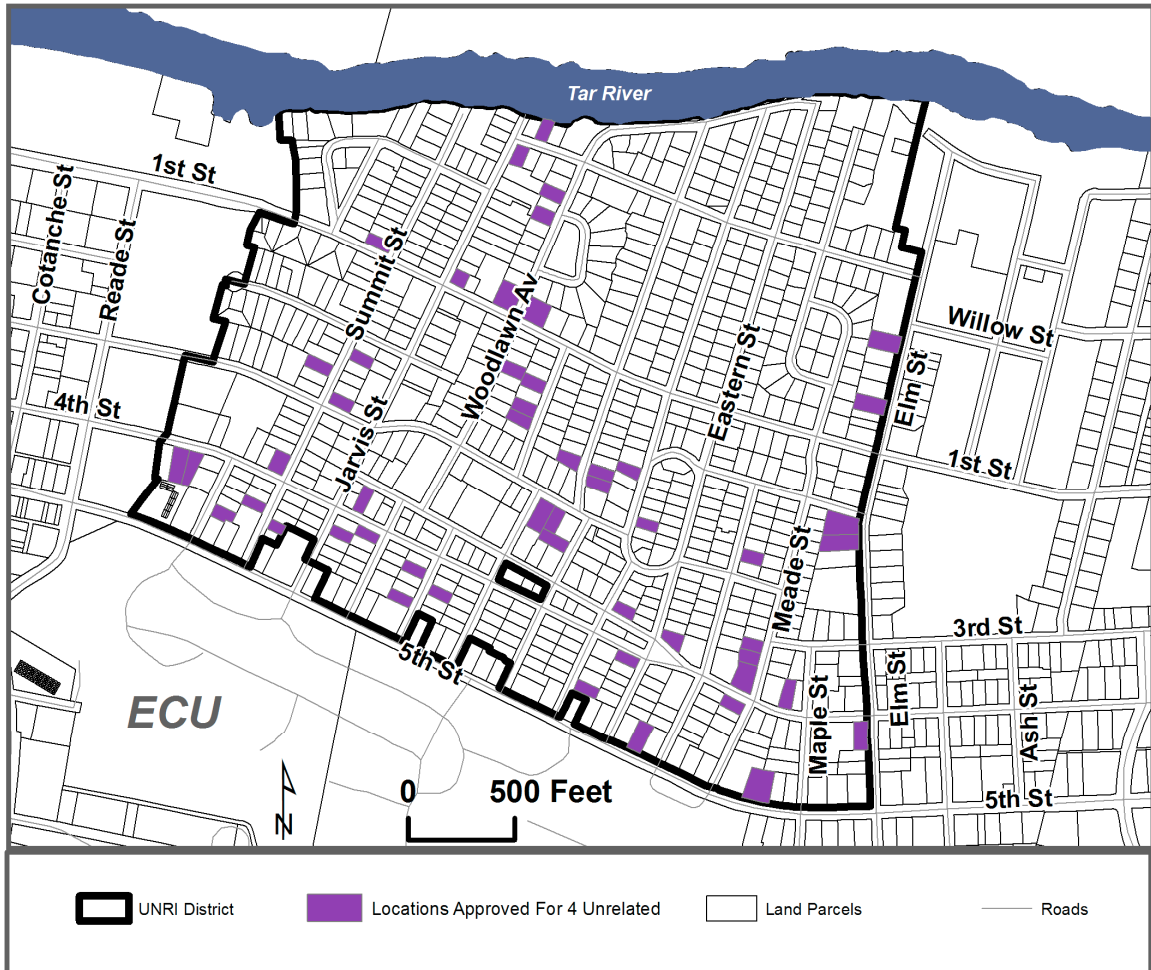 Tar River
1st St
Cotanche St
Reade St
Summit St
Woodlawn Av
Willow St
Eastern St
Elm St
4th St
Jarvis St
1st St
Meade St
3rd St
5th St
Elm St
Maple St
Ash St
ECU
0 500 Feet
5th St
N
UNRI District
Locations Approved For 4 Unrelated
Land Parcels
Roads